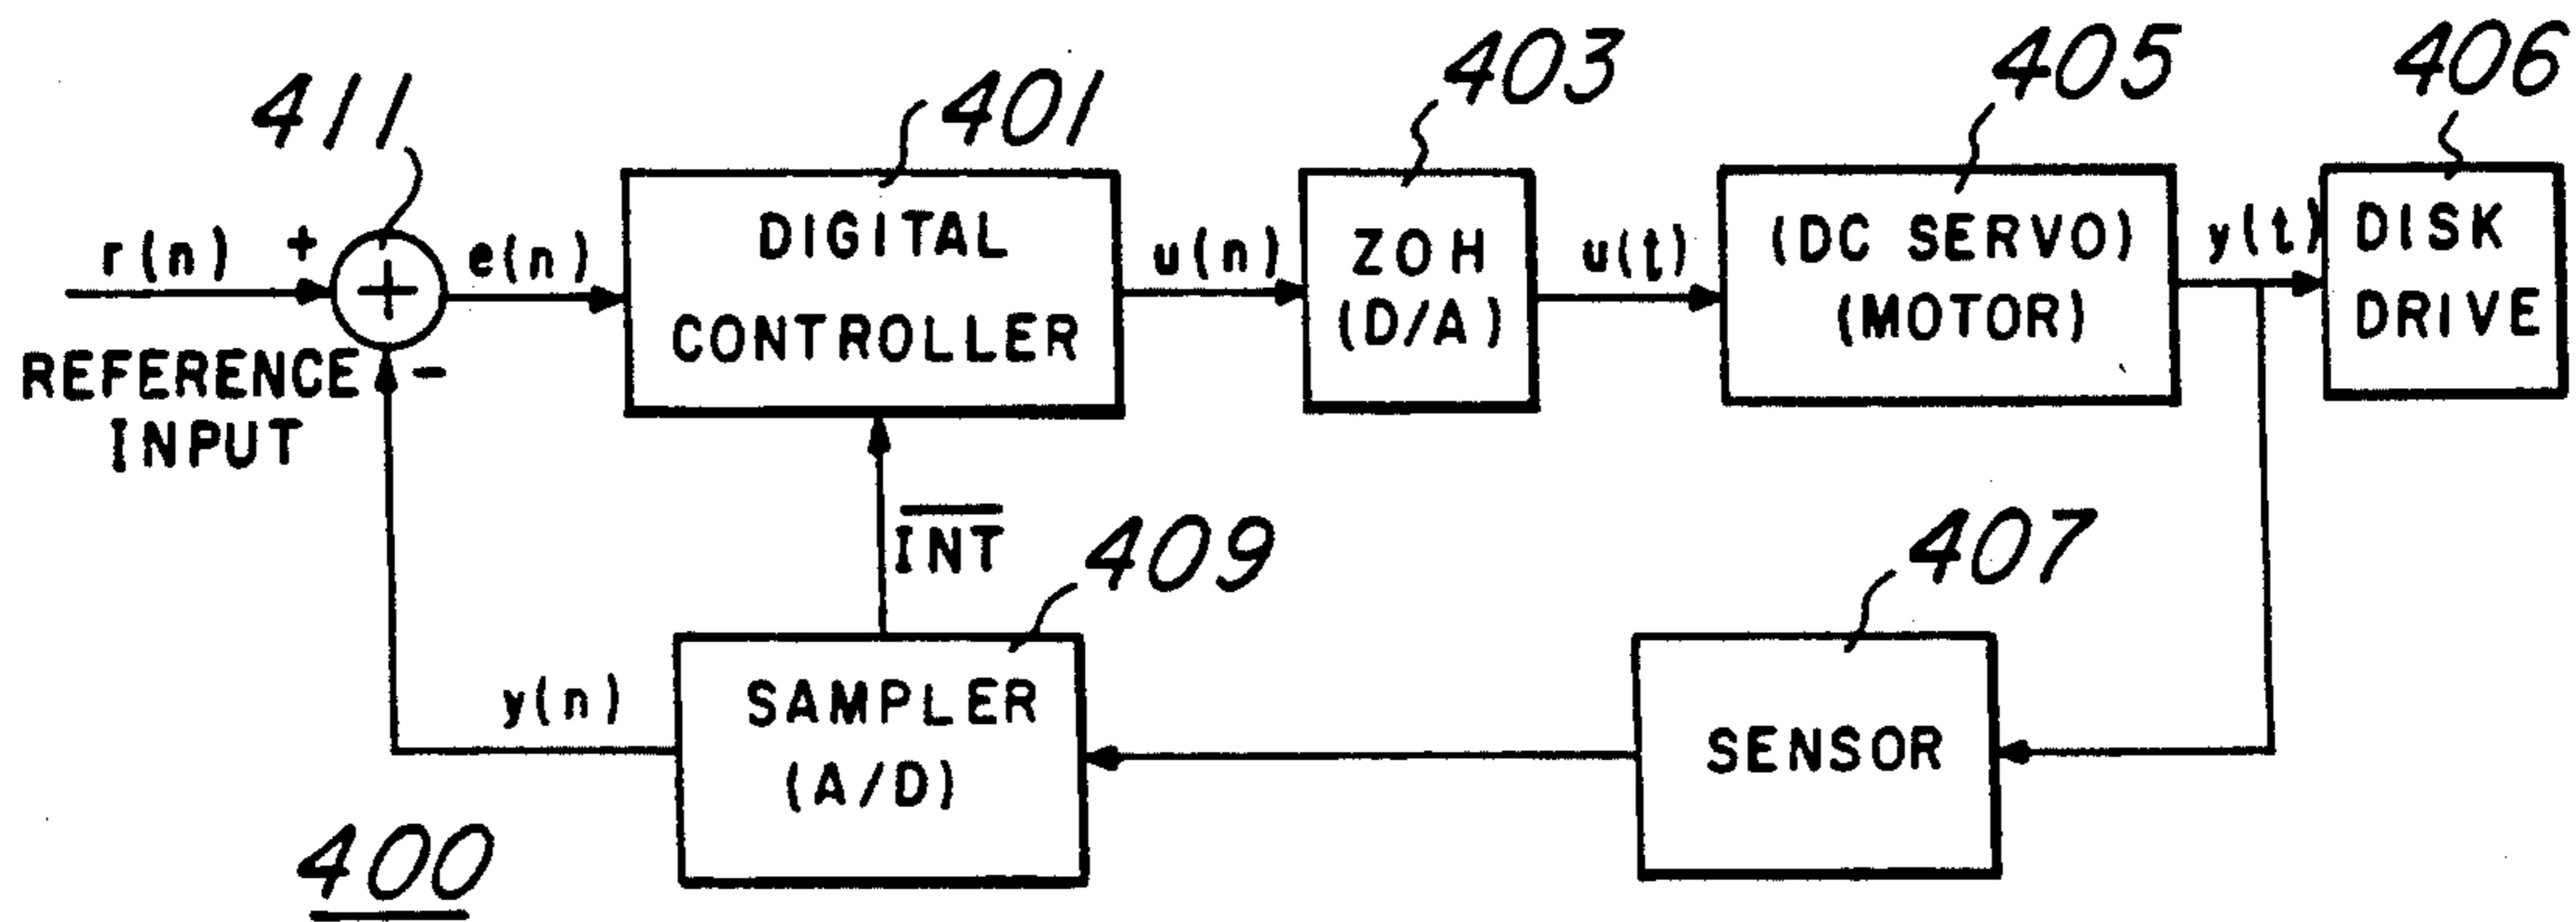 411
401
403
405
406
r(n)
+
+
e(n)
DIGITAL
CONTROLLER
u(n)
ZOH
(D/A)
u(t)
(DC SERVO)
(MOTOR)
y(t)
DISK
DRIVE
REFERENCE
INPUT
-
INT
409
407
y(n)
SAMPLER
(A/D)
SENSOR
400